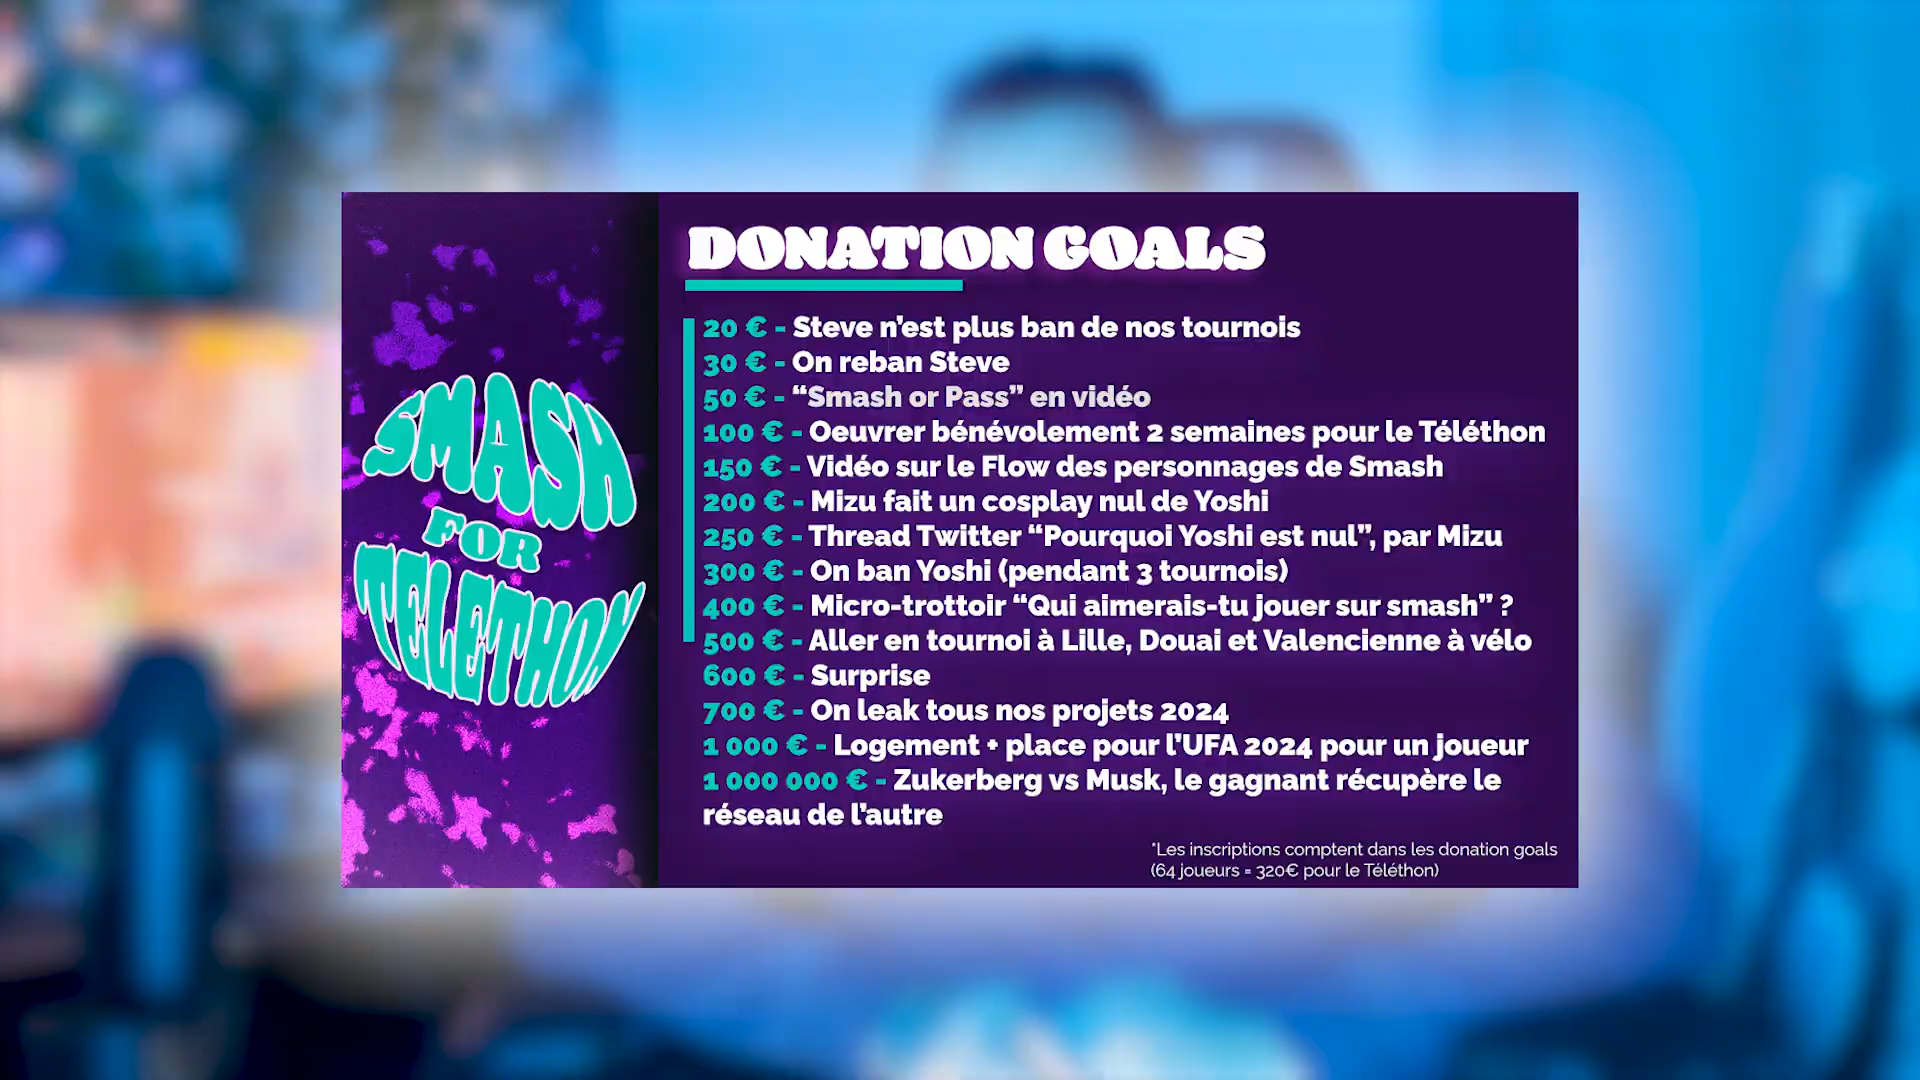 SMASH
FOR
TELETHON
DONATION GOALS
20 € - Steve n'est plus ban de nos tournois
30 € - On reban Steve
50 € - “Smash or Pass” en vidéo
100 € - Oeuvrer bénévolement 2 semaines pour le Téléthon
150 € - Vidéo sur le Flow des personnages de Smash
200 € - Mizu fait un cosplay nul de Yoshi
250 € - Thread Twitter “Pourquoi Yoshi est nul”, par Mizu
300 € - On ban Yoshi (pendant 3 tournois)
400 € - Micro-trottoir “Qui aimerais-tu jouer sur smash” ?
500 € - Aller en tournoi à Lille, Douai et Valencienne à vélo
600 € - Surprise
700 € - On leak tous nos projets 2024
1 000 € - Logement + place pour l'UFA 2024 pour un joueur
1 000 000 € - Zukerberg vs Musk, le gagnant récupère le
réseau de l'autre
*Les inscriptions comptent dans les donation goals
(64 joueurs = 320€ pour le Téléthon)